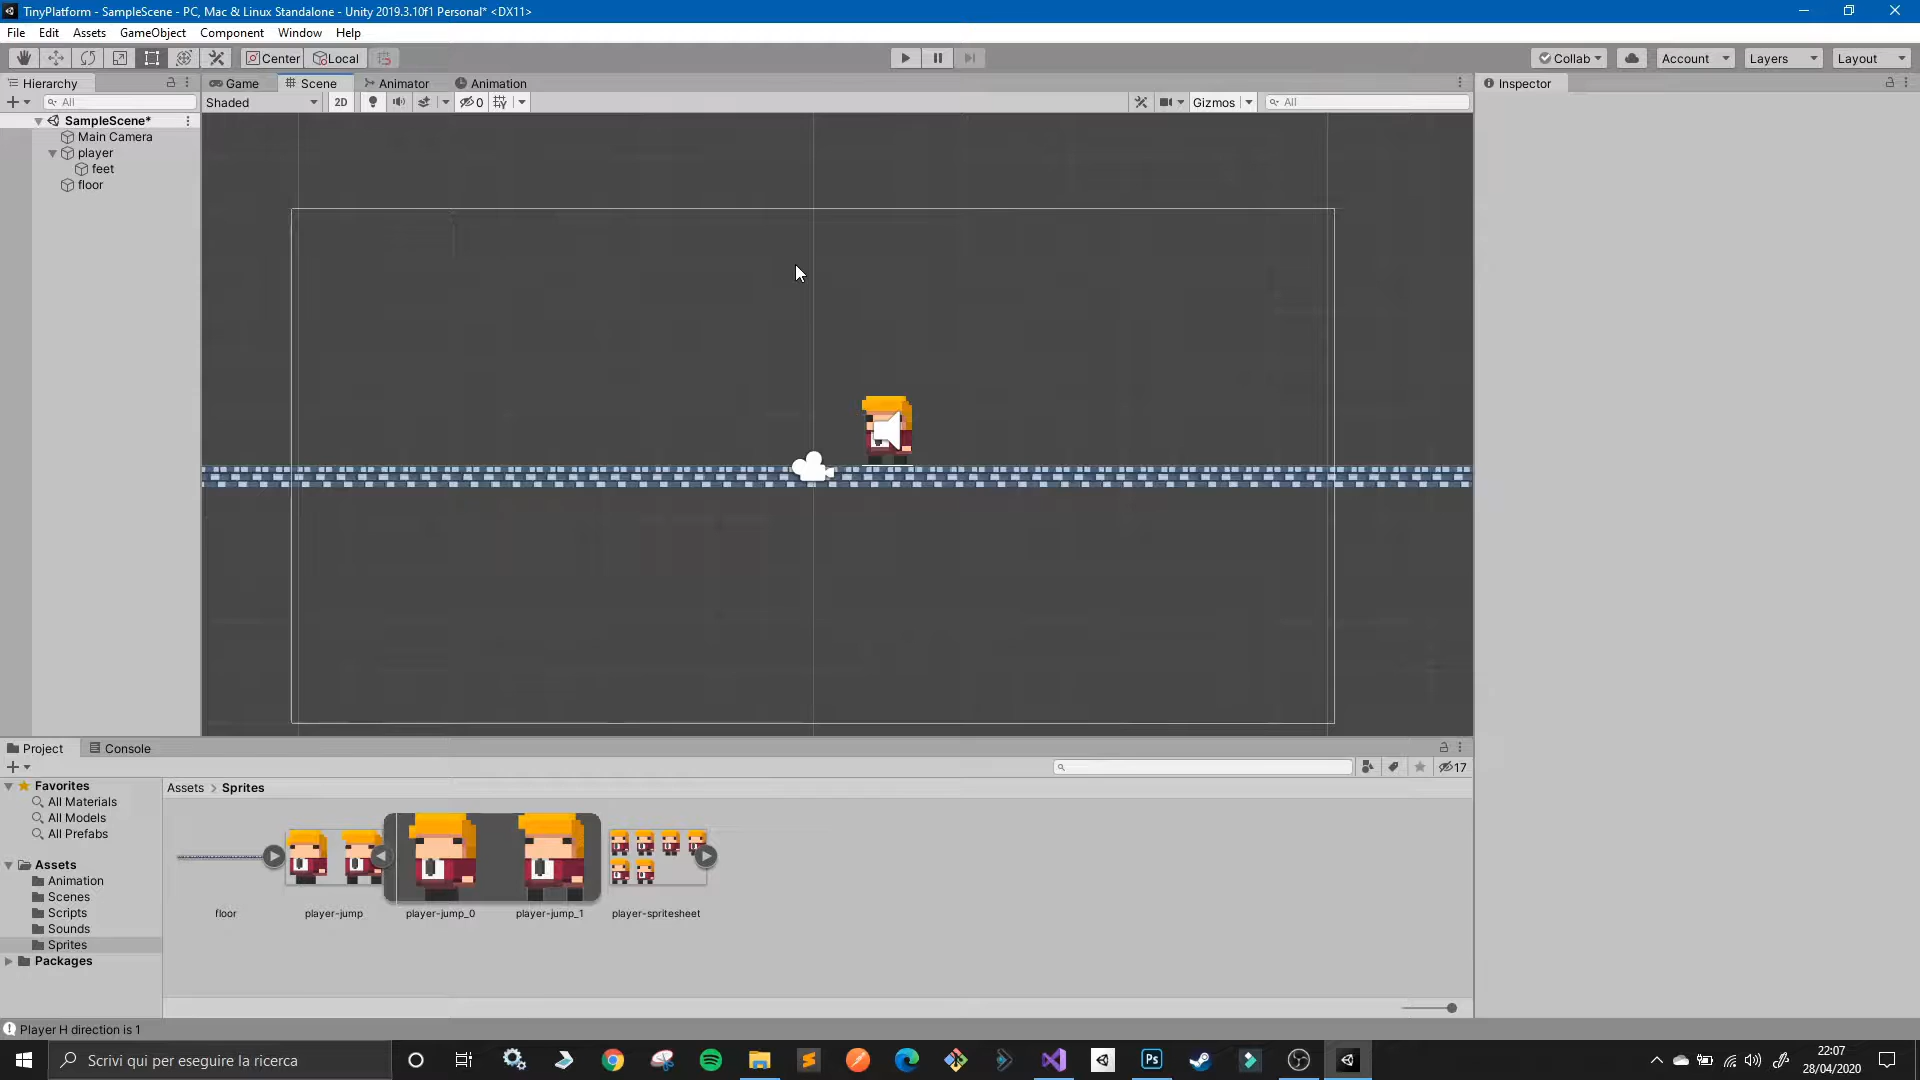 TinyPlatform - SampleScene - PC, Mac & Linux Standalone - Unity 2019.3.10f1 Personal* <DX11>
File Edit Assets GameObject Component Window Help
Center Local Collab Account Layers Layout
Hierarchy Game Scene Animator Animation Inspector
All Shaded 2D 0 Gizmos All
SampleScene*
Main Camera
player
feet
floor
Project Console
17
Favorites Assets > Sprites
All Materials
All Models
All Prefabs
Assets
Animation
Scenes
Scripts
Sounds
Sprites
Packages
floor player-jump player-jump_0 player-jump_1 player-spritesheet
Player H direction is 1
Scrivi qui per eseguire la ricerca
Ps
22:07
28/04/2020